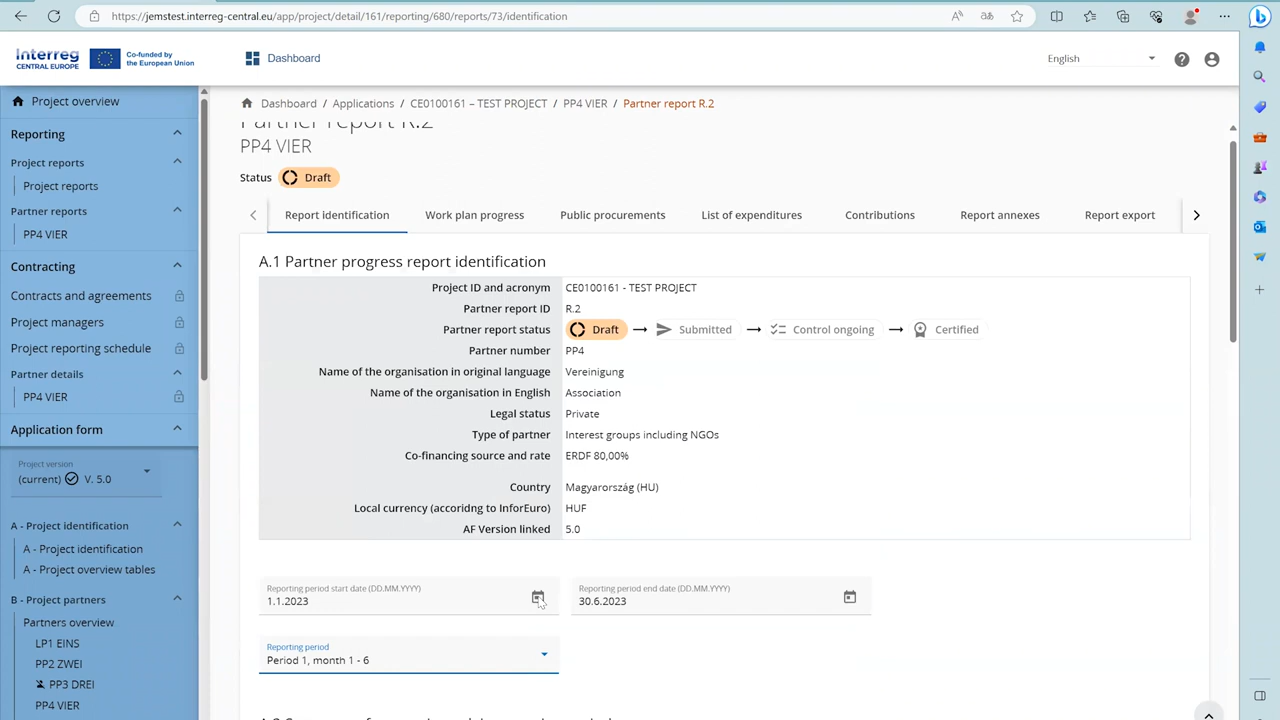 https://jemstest.interreg-central.eu/app/project/detail/161/reporting/680/reports/73/identification
Interreg
CENTRAL EUROPE
Co-funded by
the European Union
Dashboard
English
Project overview
Reporting
Project reports
Project reports
Partner reports
PP4 VIER
Contracting
Contracts and agreements
Project managers
Project reporting schedule
Partner details
PP4 VIER
Application form
Project version
(current) V. 5.0
A - Project identification
A - Project identification
A - Project overview tables
B - Project partners
Partners overview
LP1 EINS
PP2 ZWEI
PP3 DREI
PP4 VIER
Dashboard / Applications / CE0100161 – TEST PROJECT / PP4 VIER / Partner report R.2
Partner report R.2
PP4 VIER
Status Draft
Report identification Work plan progress Public procurements List of expenditures Contributions Report annexes Report export
A.1 Partner progress report identification
Project ID and acronym CE0100161 - TEST PROJECT
Partner report ID R.2
Partner report status Draft → Submitted → Control ongoing → Certified
Partner number PP4
Name of the organisation in original language Vereinigung
Name of the organisation in English Association
Legal status Private
Type of partner Interest groups including NGOs
Co-financing source and rate ERDF 80,00%
Country Magyarország (HU)
Local currency (accoridng to InforEuro) HUF
AF Version linked 5.0
Reporting period start date (DD.MM.YYYY) Reporting period end date (DD.MM.YYYY)
1.1.2023 30.6.2023
Reporting period
Period 1, month 1 - 6